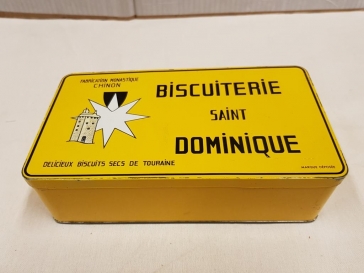 FABRICATION MONASTIQUE
CHINON
BISCUITERIE
SAINT
DOMINIQUE
DELICIEUX BISCUITS SECS DE TOURAINE